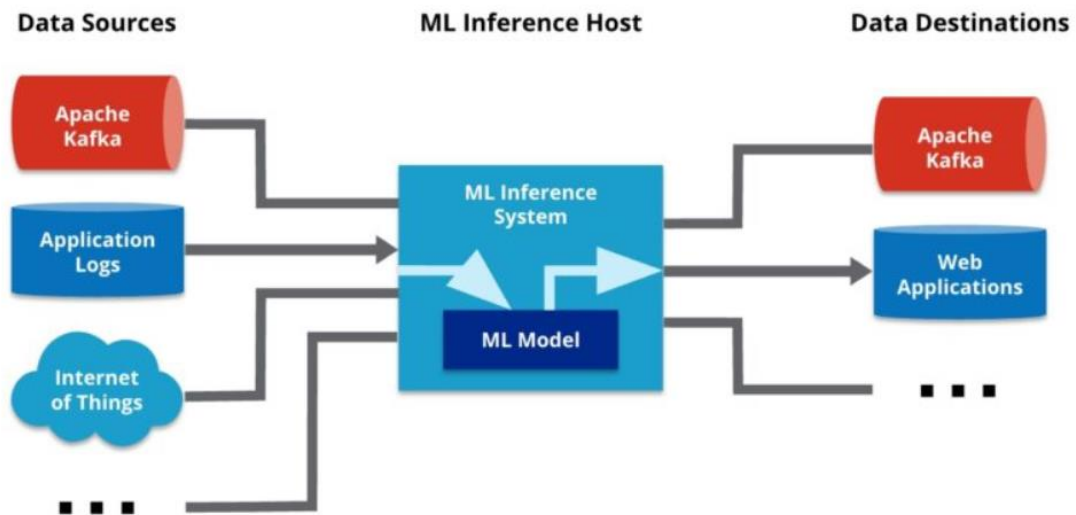 Data Sources
ML Inference Host
Data Destinations
Apache
Kafka
Application
Logs
Internet
of Things
...
ML Inference
System
ML Model
Apache
Kafka
Web
Applications
...